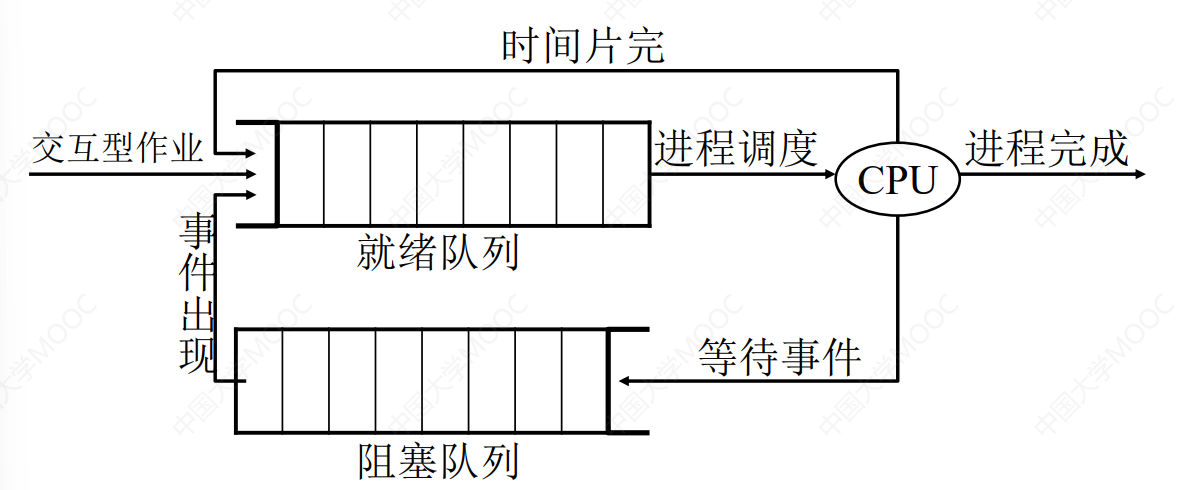 时间片完
交互型作业
进程调度
CPU
进程完成
就绪队列
事件出现
等待事件
阻塞队列
中国大学MOOC